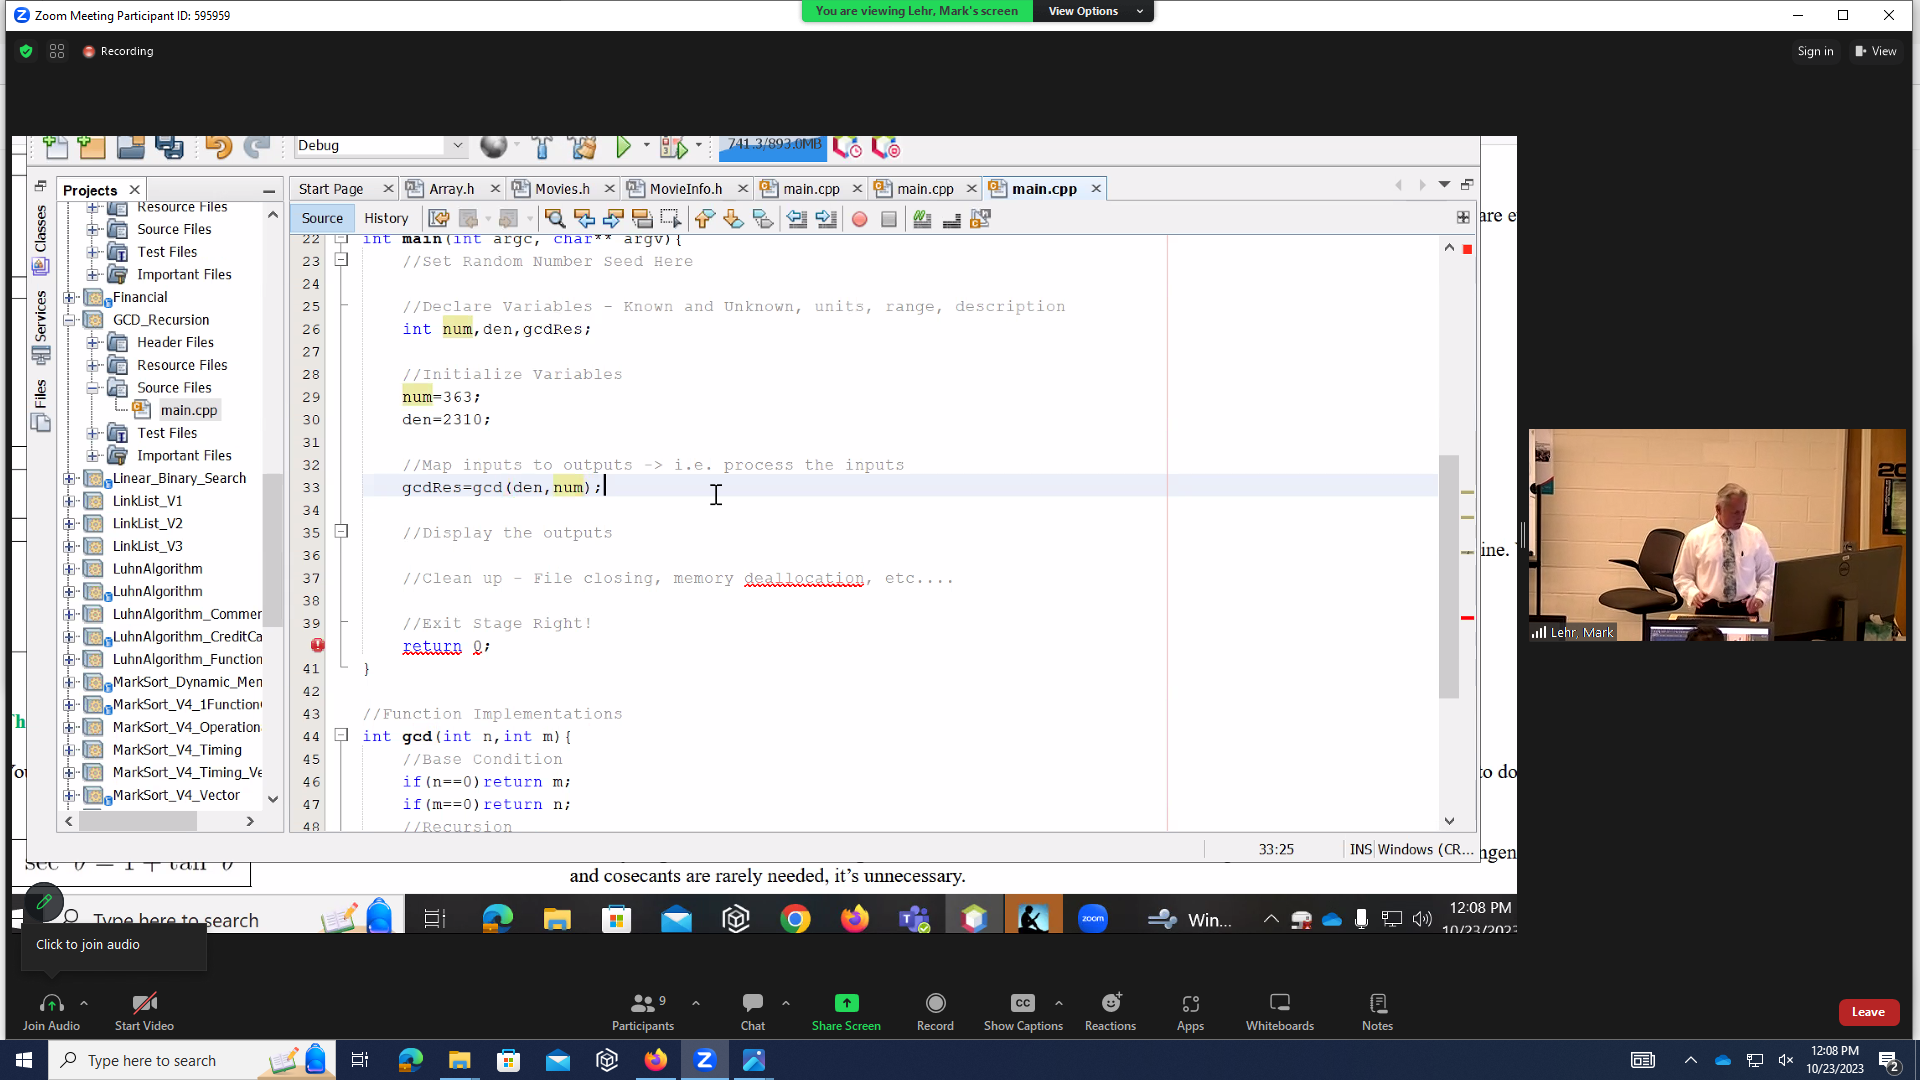 Zoom Meeting Participant ID: 595959
You are viewing Lehr, Mark's screen
View Options
Recording
Sign in
View
Debug
741.3/893.0MB
Projects
Start Page
Array.h
Movies.h
MovieInfo.h
main.cpp
main.cpp
main.cpp
Source
History
Classes
Services
Files
Resource Files
Source Files
Test Files
Important Files
Financial
GCD_Recursion
Header Files
Resource Files
Source Files
main.cpp
Test Files
Important Files
Linear_Binary_Search
LinkList_V1
LinkList_V2
LinkList_V3
LuhnAlgorithm
LuhnAlgorithm
LuhnAlgorithm_Commer
LuhnAlgorithm_CreditCa
LuhnAlgorithm_Function
MarkSort_Dynamic_Men
MarkSort_V4_1Function
MarkSort_V4_Operation
MarkSort_V4_Timing
MarkSort_V4_Timing_Ve
MarkSort_V4_Vector
22 int main(int argc, char** argv){
23 //Set Random Number Seed Here
24
25 //Declare Variables - Known and Unknown, units, range, description
26 int num,den,gcdRes;
27
28 //Initialize Variables
29 num=363;
30 den=2310;
31
32 //Map inputs to outputs -> i.e. process the inputs
33 gcdRes=gcd(den,num);
34
35 //Display the outputs
36
37 //Clean up - File closing, memory deallocation, etc....
38
39 //Exit Stage Right!
return 0;
41 }
42
43 //Function Implementations
44 int gcd(int n,int m){
45 //Base Condition
46 if(n==0)return m;
47 if(m==0)return n;
48 //Recursion
33:25
INS
Windows (CR...
are e
ine.
to do
ngen
and cosecants are rarely needed, it's unnecessary.
Type here to search
Win...
12:08 PM
10/23/2023
Lehr, Mark
Click to join audio
Join Audio
Start Video
9
Participants
Chat
Share Screen
Record
CC
Show Captions
Reactions
Apps
Whiteboards
Notes
Leave
zoom
Type here to search
12:08 PM
10/23/2023
2